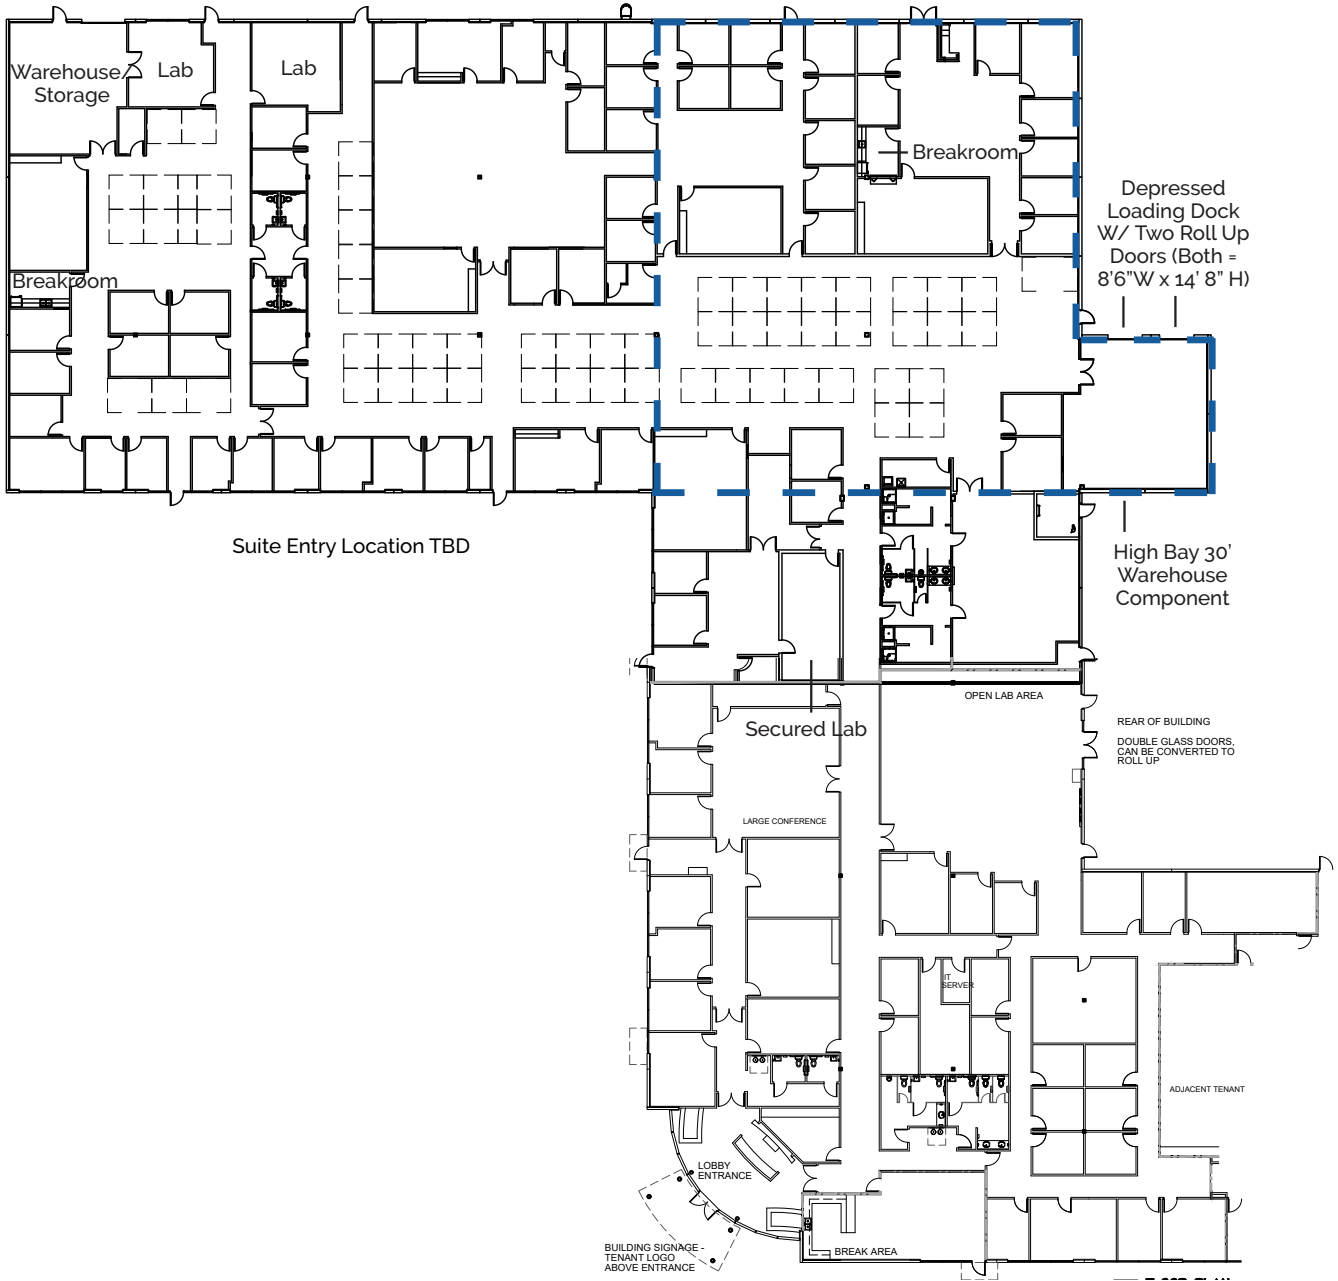 Warehouse/
Storage
Lab
Lab
Breakroom
Depressed
Loading Dock
W/ Two Roll Up
Doors (Both =
8'6"W x 14' 8" H)
Breakroom
Suite Entry Location TBD
High Bay 30'
Warehouse
Component
OPEN LAB AREA
Secured Lab
REAR OF BUILDING
DOUBLE GLASS DOORS,
CAN BE CONVERTED TO
ROLL UP
LARGE CONFERENCE
IT
SERVER
ADJACENT TENANT
LOBBY
ENTRANCE
BUILDING SIGNAGE -
TENANT LOGO
ABOVE ENTRANCE
BREAK AREA